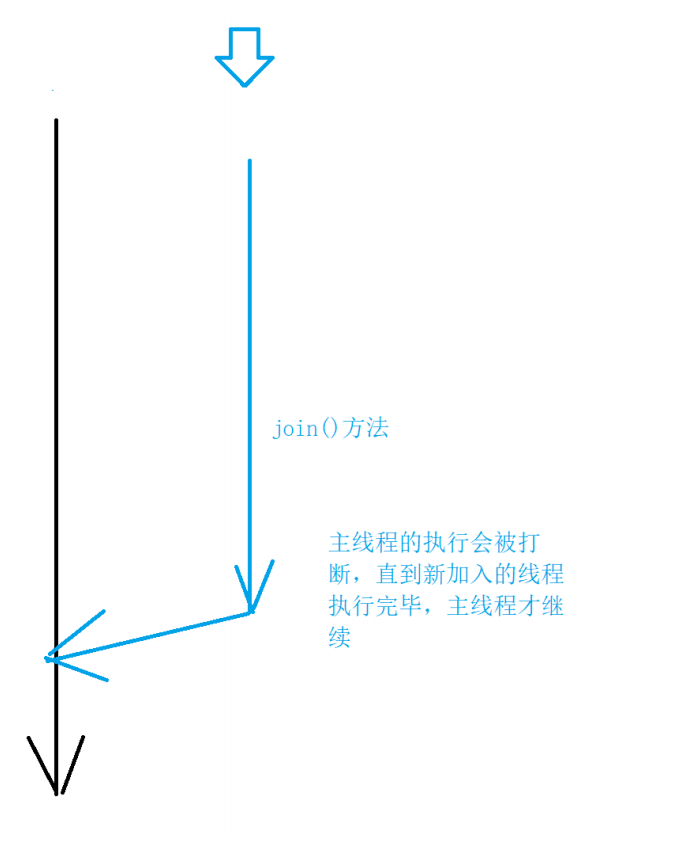 join()方法
主线程的执行会被打
断，直到新加入的线程
执行完毕，主线程才继
续